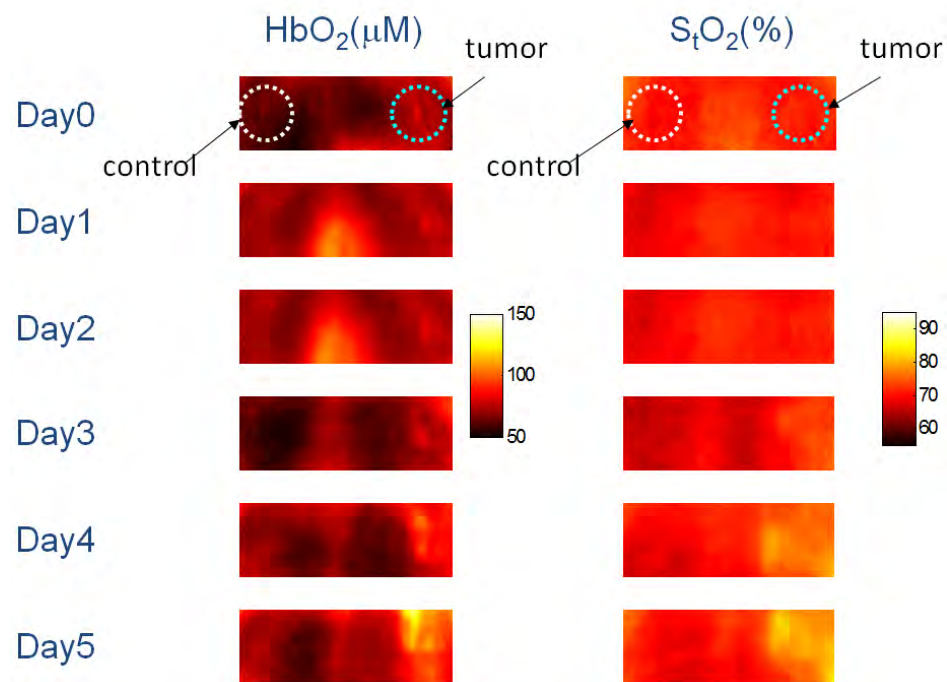 HbO₂(μM)
SₜO₂(%)
tumor
tumor
Day0
control
control
Day1
Day2
150
100
50
90
80
70
60
Day3
Day4
Day5